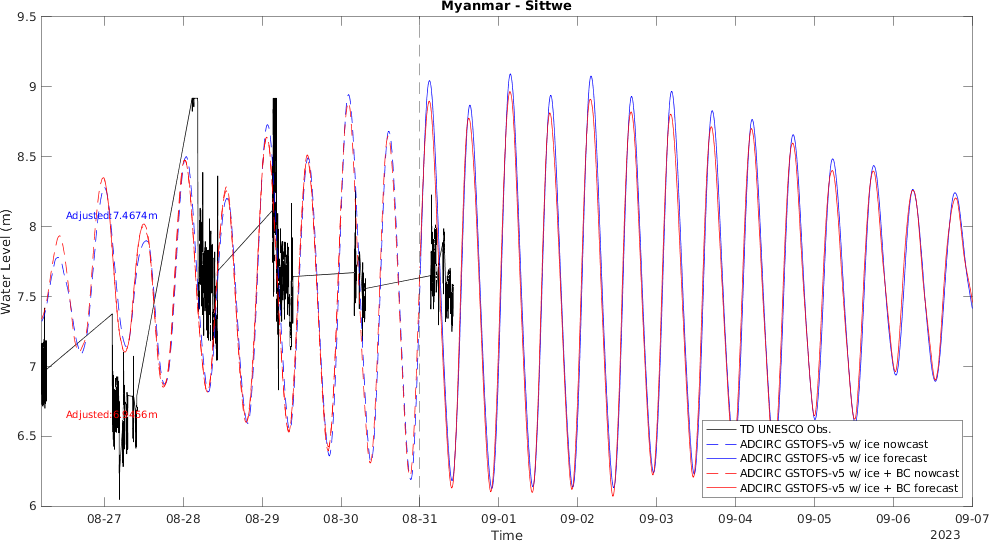 Myanmar - Sittwe
Water Level (m)
9.5
9
8.5
8
7.5
7
6.5
6
Adjusted:7.4674m
TD UNESCO Obs.
ADCIRC GSTOFS-v5 w/ ice nowcast
ADCIRC GSTOFS-v5 w/ ice forecast
ADCIRC GSTOFS-v5 w/ ice + BC nowcast
ADCIRC GSTOFS-v5 w/ ice + BC forecast
08-27
08-28
08-29
08-30
08-31
09-01
09-02
09-03
09-04
09-05
09-06
09-07
Time
2023